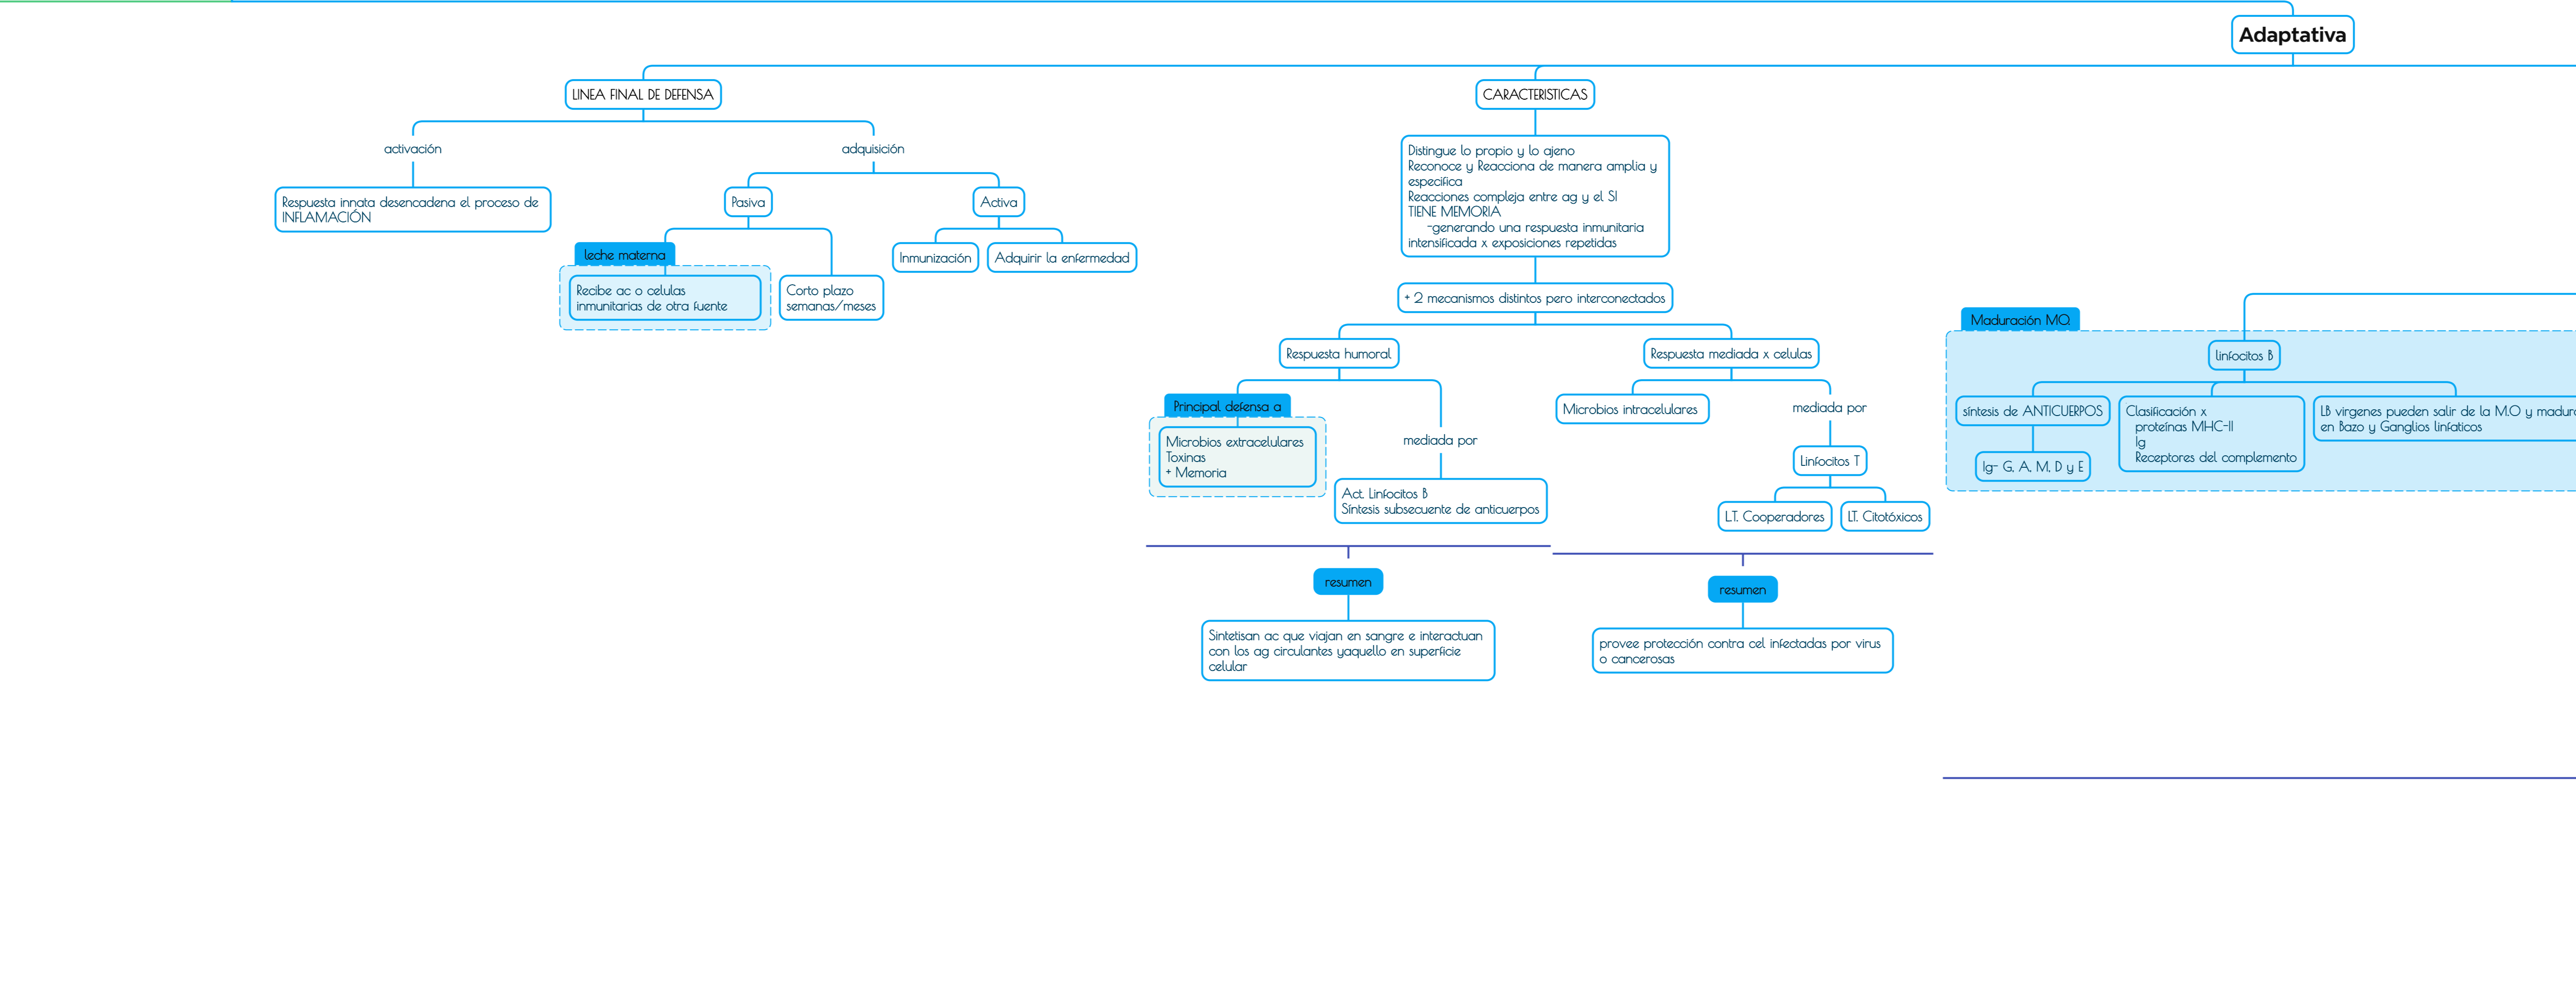 Adaptativa
LINEA FINAL DE DEFENSA
activación
Respuesta innata desencadena el proceso de
INFLAMACIÓN
adquisición
Pasiva
leche materna
Recibe ac o celulas
inmunitarias de otra fuente
Corto plazo
semanas/meses
Activa
Inmunización
Adquirir la enfermedad
CARACTERISTICAS
Distingue lo propio y lo ajeno
Reconoce y Reacciona de manera amplia y
especifica
Reacciones compleja entre ag y el SI
TIENE MEMORIA
-generando una respuesta inmunitaria
intensificada x exposiciones repetidas
+ 2 mecanismos distintos pero interconectados
Respuesta humoral
Principal defensa a
Microbios extracelulares
Toxinas
+ Memoria
mediada por
Act. Linfocitos B
Síntesis subsecuente de anticuerpos
resumen
Sintetisan ac que viajan en sangre e interactuan
con los ag circulantes yaquello en superficie
celular
Respuesta mediada x celulas
Microbios intracelulares
mediada por
Linfocitos T
L.T. Cooperadores
LT. Citotóxicos
resumen
provee protección contra cel infectadas por virus
o cancerosas
Maduración MO.
linfocitos B
síntesis de ANTICUERPOS
Ig- G, A, M, D y E
Clasificación x
proteínas MHC-II
Ig
Receptores del complemento
LB virgenes pueden salir de la M.O y
en Bazo y Ganglios linfaticos